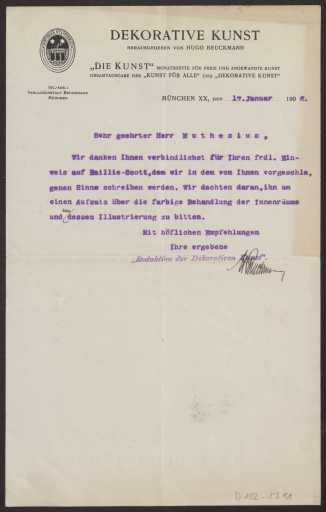 DEKORATIVE KUNST
HERAUSGEGEBEN VON HUGO BRUCKMANN
„DIE KUNST" MONATSHEFTE FÜR FREIE UND ANGEWANDTE KUNST
GESAMTAUSGABE DER „KUNST FÜR ALLE" UND „DEKORATIVE KUNST"
VERLAGSANSTALT BRUCKMANN
MÜNCHEN
MÜNCHEN XX, DEN 17. Januar 190
Sehr geehrter Herr Muthesius,
Wir danken Ihnen verbindlichst für Ihren frdl. Hin-
weis auf Baillie-Scott, dem wir in dem von Ihnen vorgeschla-
genen Sinne schreiben werden. Wir dachten daran, ihn um
einen Aufsatz über die farbige Behandlung der Innenräume
und dessen Illustrierung zu bitten.
Mit höflichen Empfehlungen
Ihre ergebene
„Redaktion der Dekorativen Kunst".